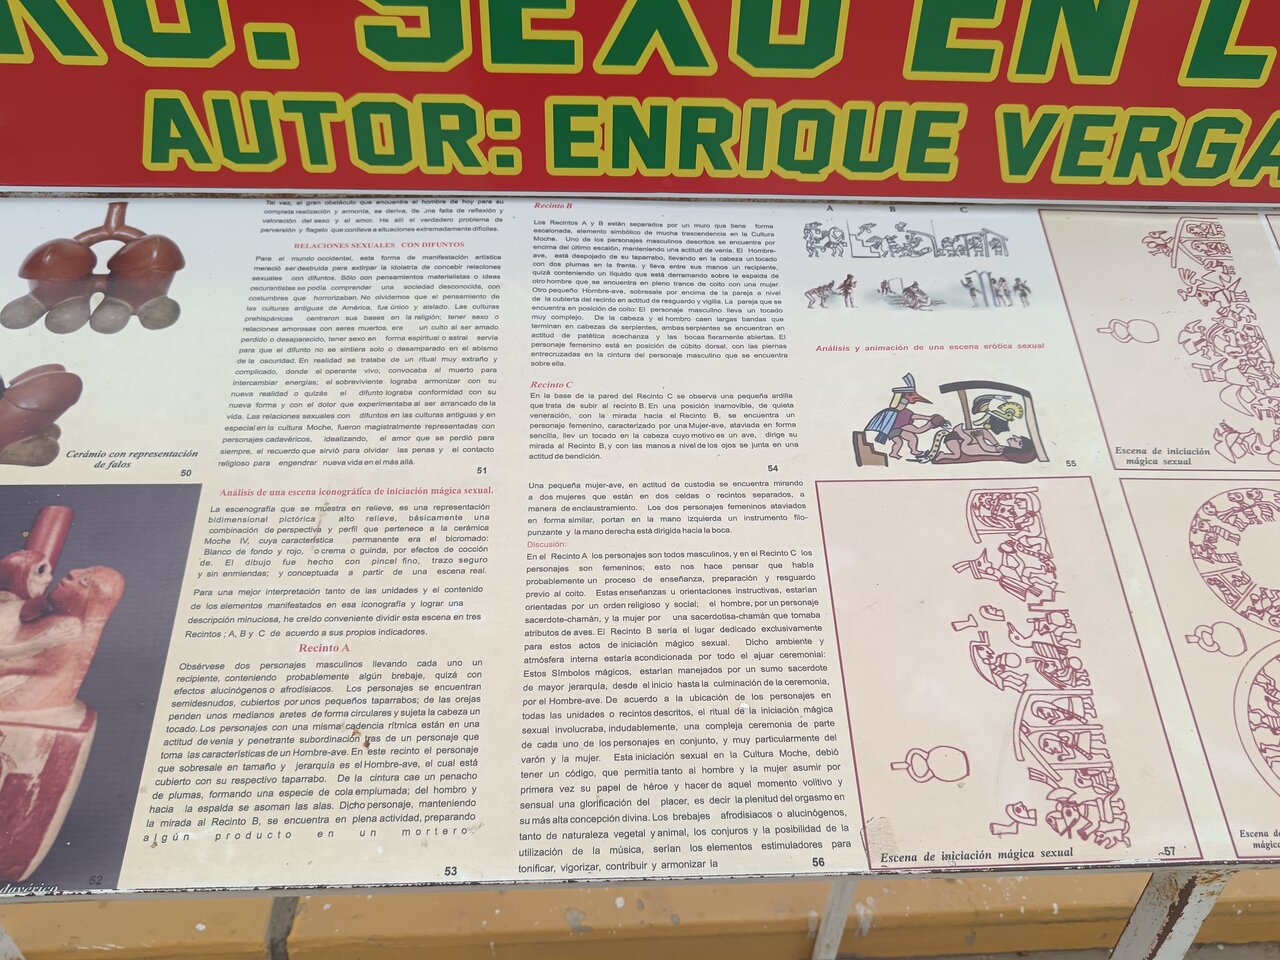 RO: SEXO EN L
AUTOR: ENRIQUE VERGA
Tal vez, el gran obstáculo que encuentra el hombre de hoy para su
completa realización y armonía, se deriva, de una falta de reflexión y
valoración del sexo y el amor. He allí el verdadero problema de
perversión y flagelo que conlleva a situaciones extremadamente difíciles.
RELACIONES SEXUALES CON DIFUNTOS
Para el mundo occidental, esta forma de manifestación artística
mereció ser destruida para extirpar la idolatría de concebir relaciones
sexuales con difuntos. Sólo con pensamientos materialistas o ideas
oscurantistas se podía comprender una sociedad desconocida, con
costumbres que horrorizaban. No olvidemos que el pensamiento de
las culturas antiguas de América, fue único y aislado. Las culturas
prehispánicas centraron sus bases en la religión; tener sexo o
relaciones amorosas con seres muertos, era un culto al ser amado
perdido o desaparecido, tener sexo en forma espiritual o astral servía
para que el difunto no se sintiera solo o desamparado en el abismo
de la oscuridad. En realidad se trataba de un ritual muy extraño y
complicado, donde el operante vivo, convocaba al muerto para
intercambiar energías; el sobreviviente lograba armonizar con su
nueva realidad o quizás el difunto lograba conformidad con su
nueva forma y con el dolor que experimentaba al ser arrancado de la
vida. Las relaciones sexuales con difuntos en las culturas antiguas y en
especial en la cultura Moche, fueron magistralmente representadas con
personajes cadavéricos, idealizando, el amor que se perdió para
siempre, el recuerdo que sirvió para olvidar las penas y el contacto
religioso para engendrar nueva vida en el más allá.
51
Cerámio con representación
de falos
50
Análisis de una escena iconográfica de iniciación mágica sexual.
La escenografía que se muestra en relieve, es una representación
bidimensional pictórica alto relieve, básicamente una
combinación de perspectiva y perfil que pertenece a la cerámica
Moche IV, cuya característica permanente era el bicromado:
Blanco de fondo y rojo, o crema o guinda, por efectos de cocción
de. El dibujo fue hecho con pincel fino, trazo seguro
y sin enmiendas; y conceptuada a partir de una escena real.
Para una mejor interpretación tanto de las unidades y el contenido
de los elementos manifestados en esa iconografía y lograr una
descripción minuciosa, he creído conveniente dividir esta escena en tres
Recintos ; A, B y C de acuerdo a sus propios indicadores.
Recinto A
Obsérvese dos personajes masculinos llevando cada uno un
recipiente, conteniendo probablemente algún brebaje, quizá con
efectos alucinógenos o afrodisiacos. Los personajes se encuentran
semidesnudos, cubiertos por unos pequeños taparrabos; de las orejas
penden unos medianos aretes de forma circulares y sujeta la cabeza un
tocado. Los personajes con una misma cadencia rítmica están en una
actitud de venia y penetrante subordinación tras de un personaje que
toma las características de un Hombre-ave. En este recinto el personaje
que sobresale en tamaño y jerarquía es el Hombre-ave, el cual está
cubierto con su respectivo taparrabo. De la cintura cae un penacho
de plumas, formando una especie de cola emplumada; del hombro y
hacia la espalda se asoman las alas. Dicho personaje, manteniendo
la mirada al Recinto B, se encuentra en plena actividad, preparando
algún producto en un mortero.
53
52
Recinto B
Los Recintos A y B están separados por un muro que tiene forma
escalonada, elemento simbólico de mucha trascendencia en la Cultura
Moche. Uno de los personajes masculinos descritos se encuentra por
encima del último escalón, manteniendo una actitud de venia. El Hombre-
ave, está despojado de su taparrabo, llevando en la cabeza un tocado
con dos plumas en la frente, y lleva entre sus manos un recipiente,
quizá conteniendo un líquido que está derramando sobre la espalda de
otro hombre que se encuentra en pleno trance de coito con una mujer.
Otro pequeño Hombre-ave, sobresale por encima de la pareja a nivel
de la cubierta del recinto en actitud de resguardo y vigilia. La pareja que se
encuentra en posición de coito: El personaje masculino lleva un tocado
muy complejo. De la cabeza y el hombro caen largas bandas que
terminan en cabezas de serpientes, ambas serpientes se encuentran en
actitud de patética acechanza y las bocas fieramente abiertas. El
personaje femenino está en posición de cúbito dorsal, con las piernas
entrecruzadas en la cintura del personaje masculino que se encuentra
sobre ella.
Recinto C
En la base de la pared del Recinto C se observa una pequeña ardilla
que trata de subir al recinto B. En una posición inamovible, de quieta
veneración, con la mirada hacia el Recinto B, se encuentra un
personaje femenino, caracterizado por una Mujer-ave, ataviada en forma
sencilla, llev un tocado en la cabeza cuyo motivo es un ave, dirige su
mirada al Recinto B, y con las manos a nivel de los ojos se junta en una
actitud de bendición.
54
Una pequeña mujer-ave, en actitud de custodia se encuentra mirando
a dos mujeres que están en dos celdas o recintos separados, a
manera de enclaustramiento. Los dos personajes femeninos ataviados
en forma similar, portan en la mano izquierda un instrumento filo-
punzante y la mano derecha está dirigida hacia la boca.
Discusión:
En el Recinto A los personajes son todos masculinos, y en el Recinto C los
personajes son femeninos; esto nos hace pensar que había
probablemente un proceso de enseñanza, preparación y resguardo
previo al coito. Estas enseñanzas u orientaciones instructivas, estarían
orientadas por un orden religioso y social; el hombre, por un personaje
sacerdote-chamán, y la mujer por una sacerdotisa-chamán que tomaba
atributos de aves. El Recinto B sería el lugar dedicado exclusivamente
para estos actos de iniciación mágico sexual. Dicho ambiente y
atmósfera interna estaría acondicionada por todo el ajuar ceremonial:
Estos Símbolos mágicos, estarían manejados por un sumo sacerdote
de mayor jerarquía, desde el inicio hasta la culminación de la ceremonia,
por el Hombre-ave. De acuerdo a la ubicación de los personajes en
todas las unidades o recintos descritos, el ritual de la iniciación mágica
sexual involucraba, indudablemente, una compleja ceremonia de parte
de cada uno de los personajes en conjunto, y muy particularmente del
varón y la mujer. Esta iniciación sexual en la Cultura Moche, debió
tener un código, que permitía tanto al hombre y la mujer asumir por
primera vez su papel de héroe y hacer de aquel momento volitivo y
sensual una glorificación del placer, es decir la plenitud del orgasmo en
su más alta concepción divina. Los brebajes afrodisiacos o alucinógenos,
tanto de naturaleza vegetal y animal, los conjuros y la posibilidad de la
utilización de la música, serían los elementos estimuladores para
tonificar, vigorizar, contribuir y armonizar la
56
A B C
Análisis y animación de una escena erótica sexual
55
Escena de iniciación
mágica sexual
Escena de iniciación mágica sexual
57
Escena de
mágica